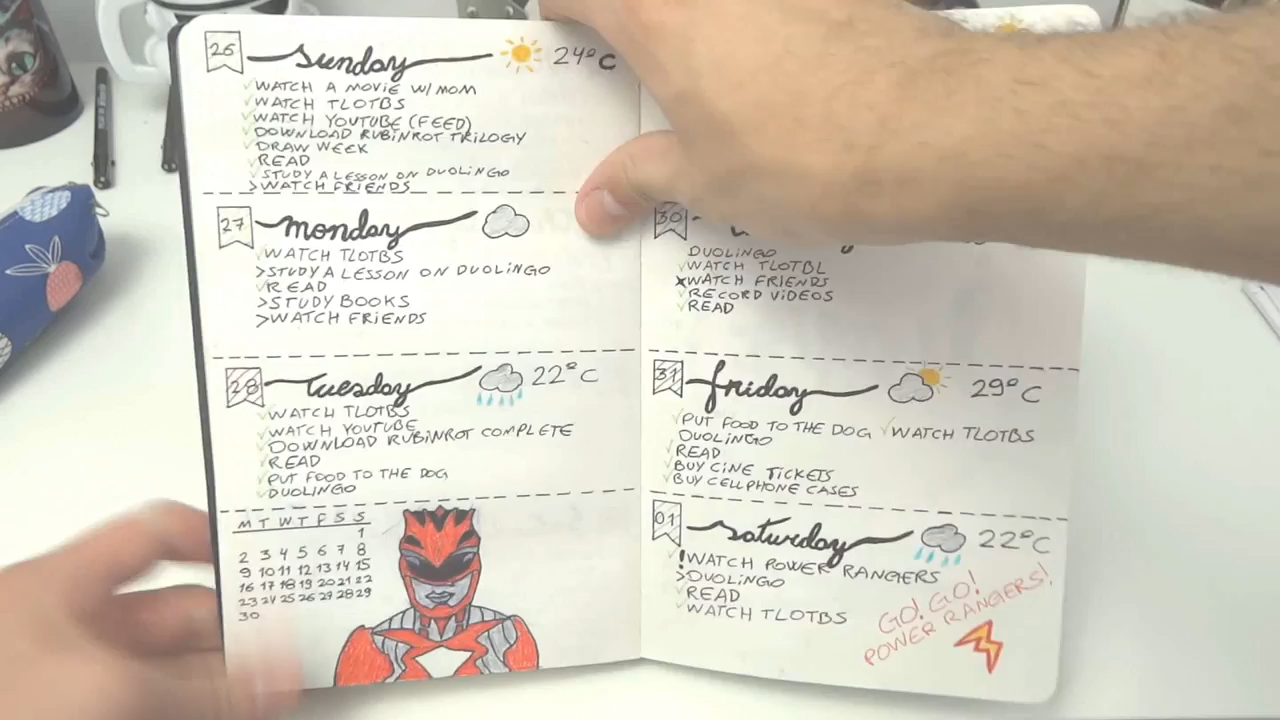 26 Sunday 24°C
✓WATCH A MOVIE W/MOM
✓WATCH TLOTBS
✓WATCH YOUTUBE (FEED)
✓DOWNLOAD RUBINROT TRILOGY
✓DRAW WEEK
✓READ
✓STUDY A LESSON ON DUOLINGO
>WATCH FRIENDS
27 monday
✓WATCH TLOTBS
>STUDY A LESSON ON DUOLINGO
✓READ
>STUDY BOOKS
>WATCH FRIENDS
28 Tuesday 22°C
✓WATCH TLOTBS
✓WATCH YOUTUBE
✓DOWNLOAD RUBINROT COMPLETE
✓READ
✓PUT FOOD TO THE DOG
✓DUOLINGO
M T W T F S S
1
2 3 4 5 6 7 8
9 10 11 12 13 14 15
16 17 18 19 20 21 22
23 24 25 26 27 28 29
30
30
DUOLINGO
✓WATCH TLOTBL
xWATCH FRIENDS
✓RECORD VIDEOS
✓READ
31 friday 29°C
✓PUT FOOD TO THE DOG ✓WATCH TLOTBS
DUOLINGO
✓READ
✓BUY CINE TICKETS
✓BUY CELLPHONE CASES
01 Saturday 22°C
!WATCH POWER RANGERS
>DUOLINGO
✓READ
✓WATCH TLOTBS
GO! GO!
POWER RANGERS!